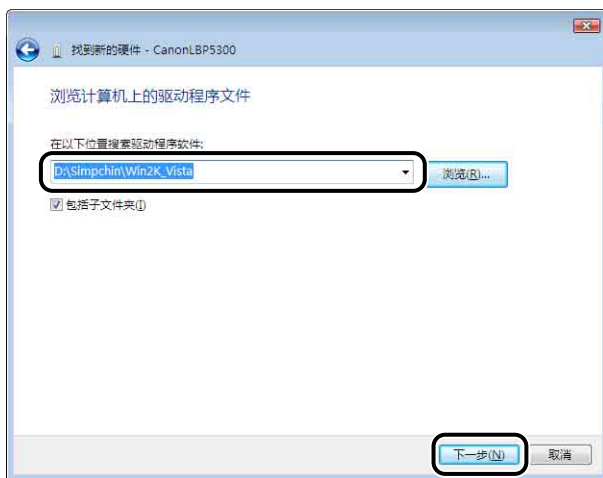 找到新的硬件 - CanonLBP5300
浏览计算机上的驱动程序文件
在以下位置搜索驱动程序软件:
D:\Simpchin\Win2K_Vista
浏览(R)...
包括子文件夹(I)
下一步(N)
取消